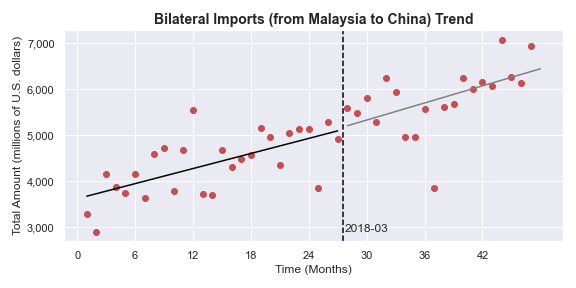 Bilateral Imports (from Malaysia to China) Trend
Total Amount (millions of U.S. dollars)
7,000
6,000
5,000
4,000
3,000
2018-03
0 6 12 18 24 30 36 42
Time (Months)